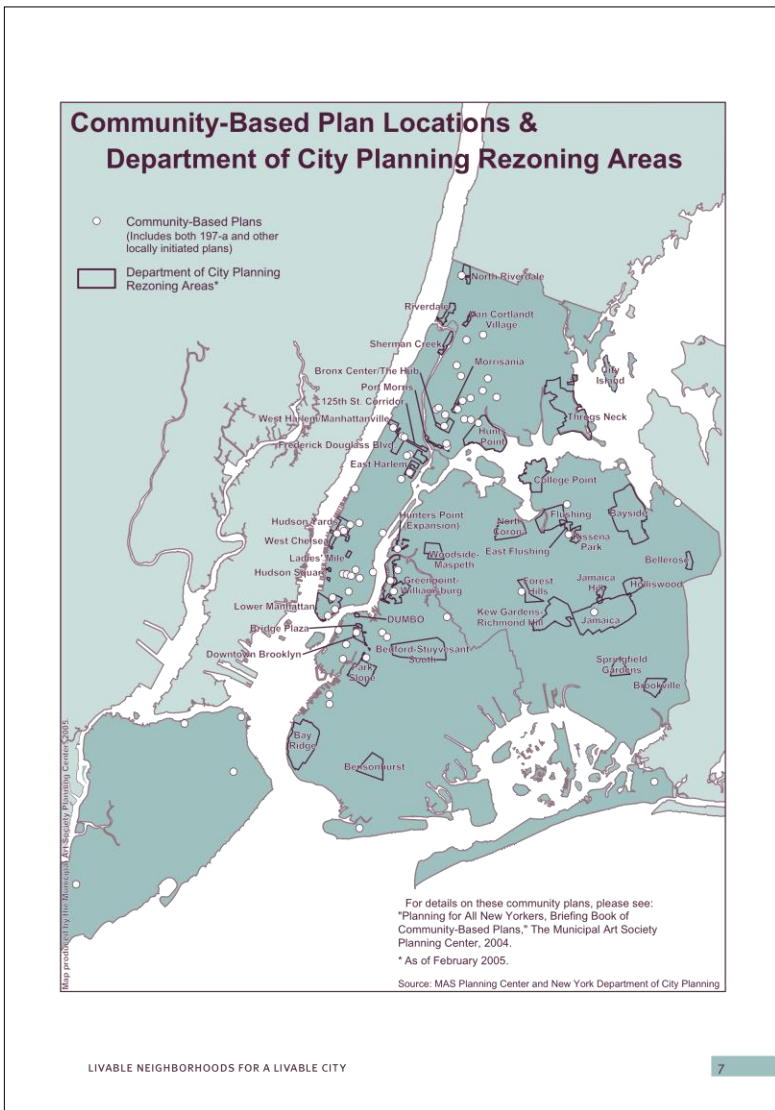 Community-Based Plan Locations &
Department of City Planning Rezoning Areas
Community-Based Plans
(Includes both 197-a and other
locally initiated plans)
Department of City Planning
Rezoning Areas*
North Riverdale
Riverdale
Van Cortlandt
Village
Sherman Creek
Bronx Center/The Hub
Morrisania
City
Island
Port Morris
125th St. Corridor
West Harlem/Manhattanville
Throgs Neck
Hunts
Point
Frederick Douglass Blvd
East Harlem
College Point
Hudson Yards
Hunters Point
(Expansion)
North
Corona
Flushing
Bayside
West Chelsea
East Flushing
Kissena
Park
Ladies' Mile
Woodside-
Maspeth
Bellerose
Hudson Square
Greenpoint-
Williamsburg
Forest
Hills
Jamaica
Hill
Holliswood
Lower Manhattan
DUMBO
Kew Gardens-
Richmond Hill
Jamaica
Bridge Plaza
Downtown Brooklyn
Bedford-Stuyvesant
South
Park
Slope
Springfield
Gardens
Brookville
Bay
Ridge
Bensonhurst
Map produced by the Municipal Art Society Planning Center, 2005.
For details on these community plans, please see:
"Planning for All New Yorkers, Briefing Book of
Community-Based Plans," The Municipal Art Society
Planning Center, 2004.
* As of February 2005.
Source: MAS Planning Center and New York Department of City Planning
LIVABLE NEIGHBORHOODS FOR A LIVABLE CITY
7